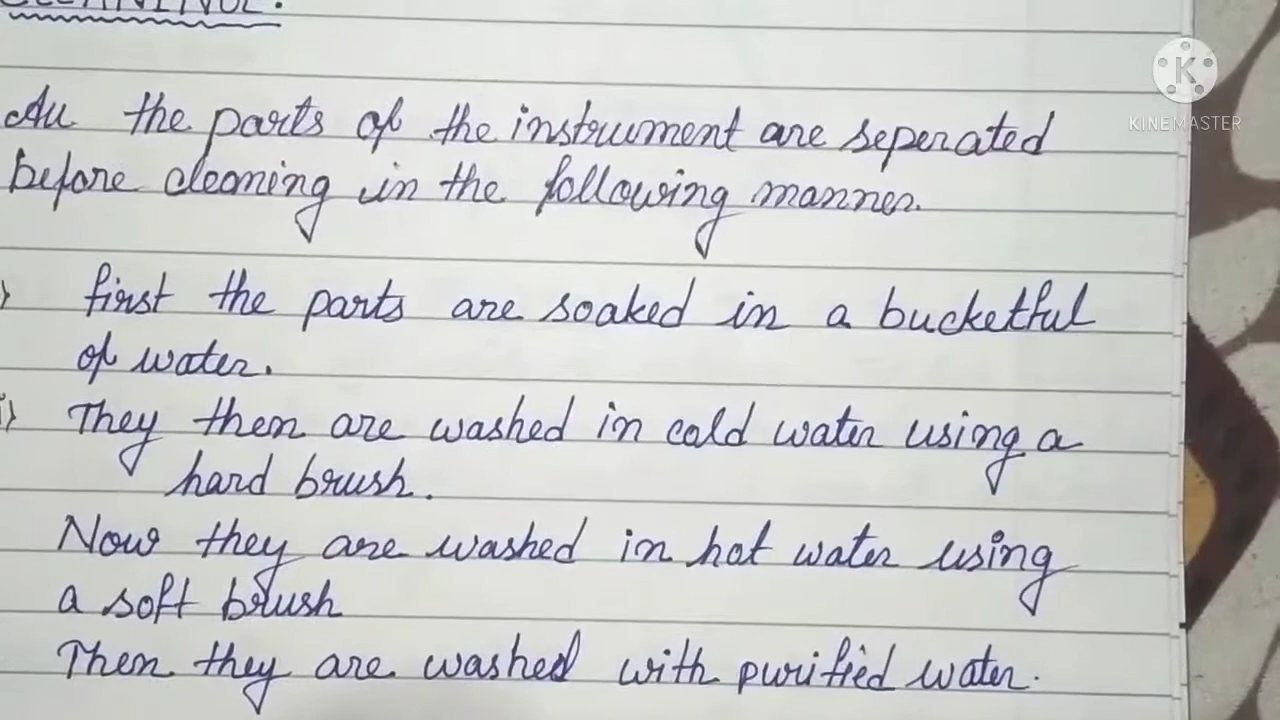 All the parts of the instrument are seperated
before cleaning in the following manner.
first the parts are soaked in a bucketful
of water.
They then are washed in cold water using a
hard brush.
Now they are washed in hot water using
a soft brush
Then they are washed with purified water.
K
KINEMASTER